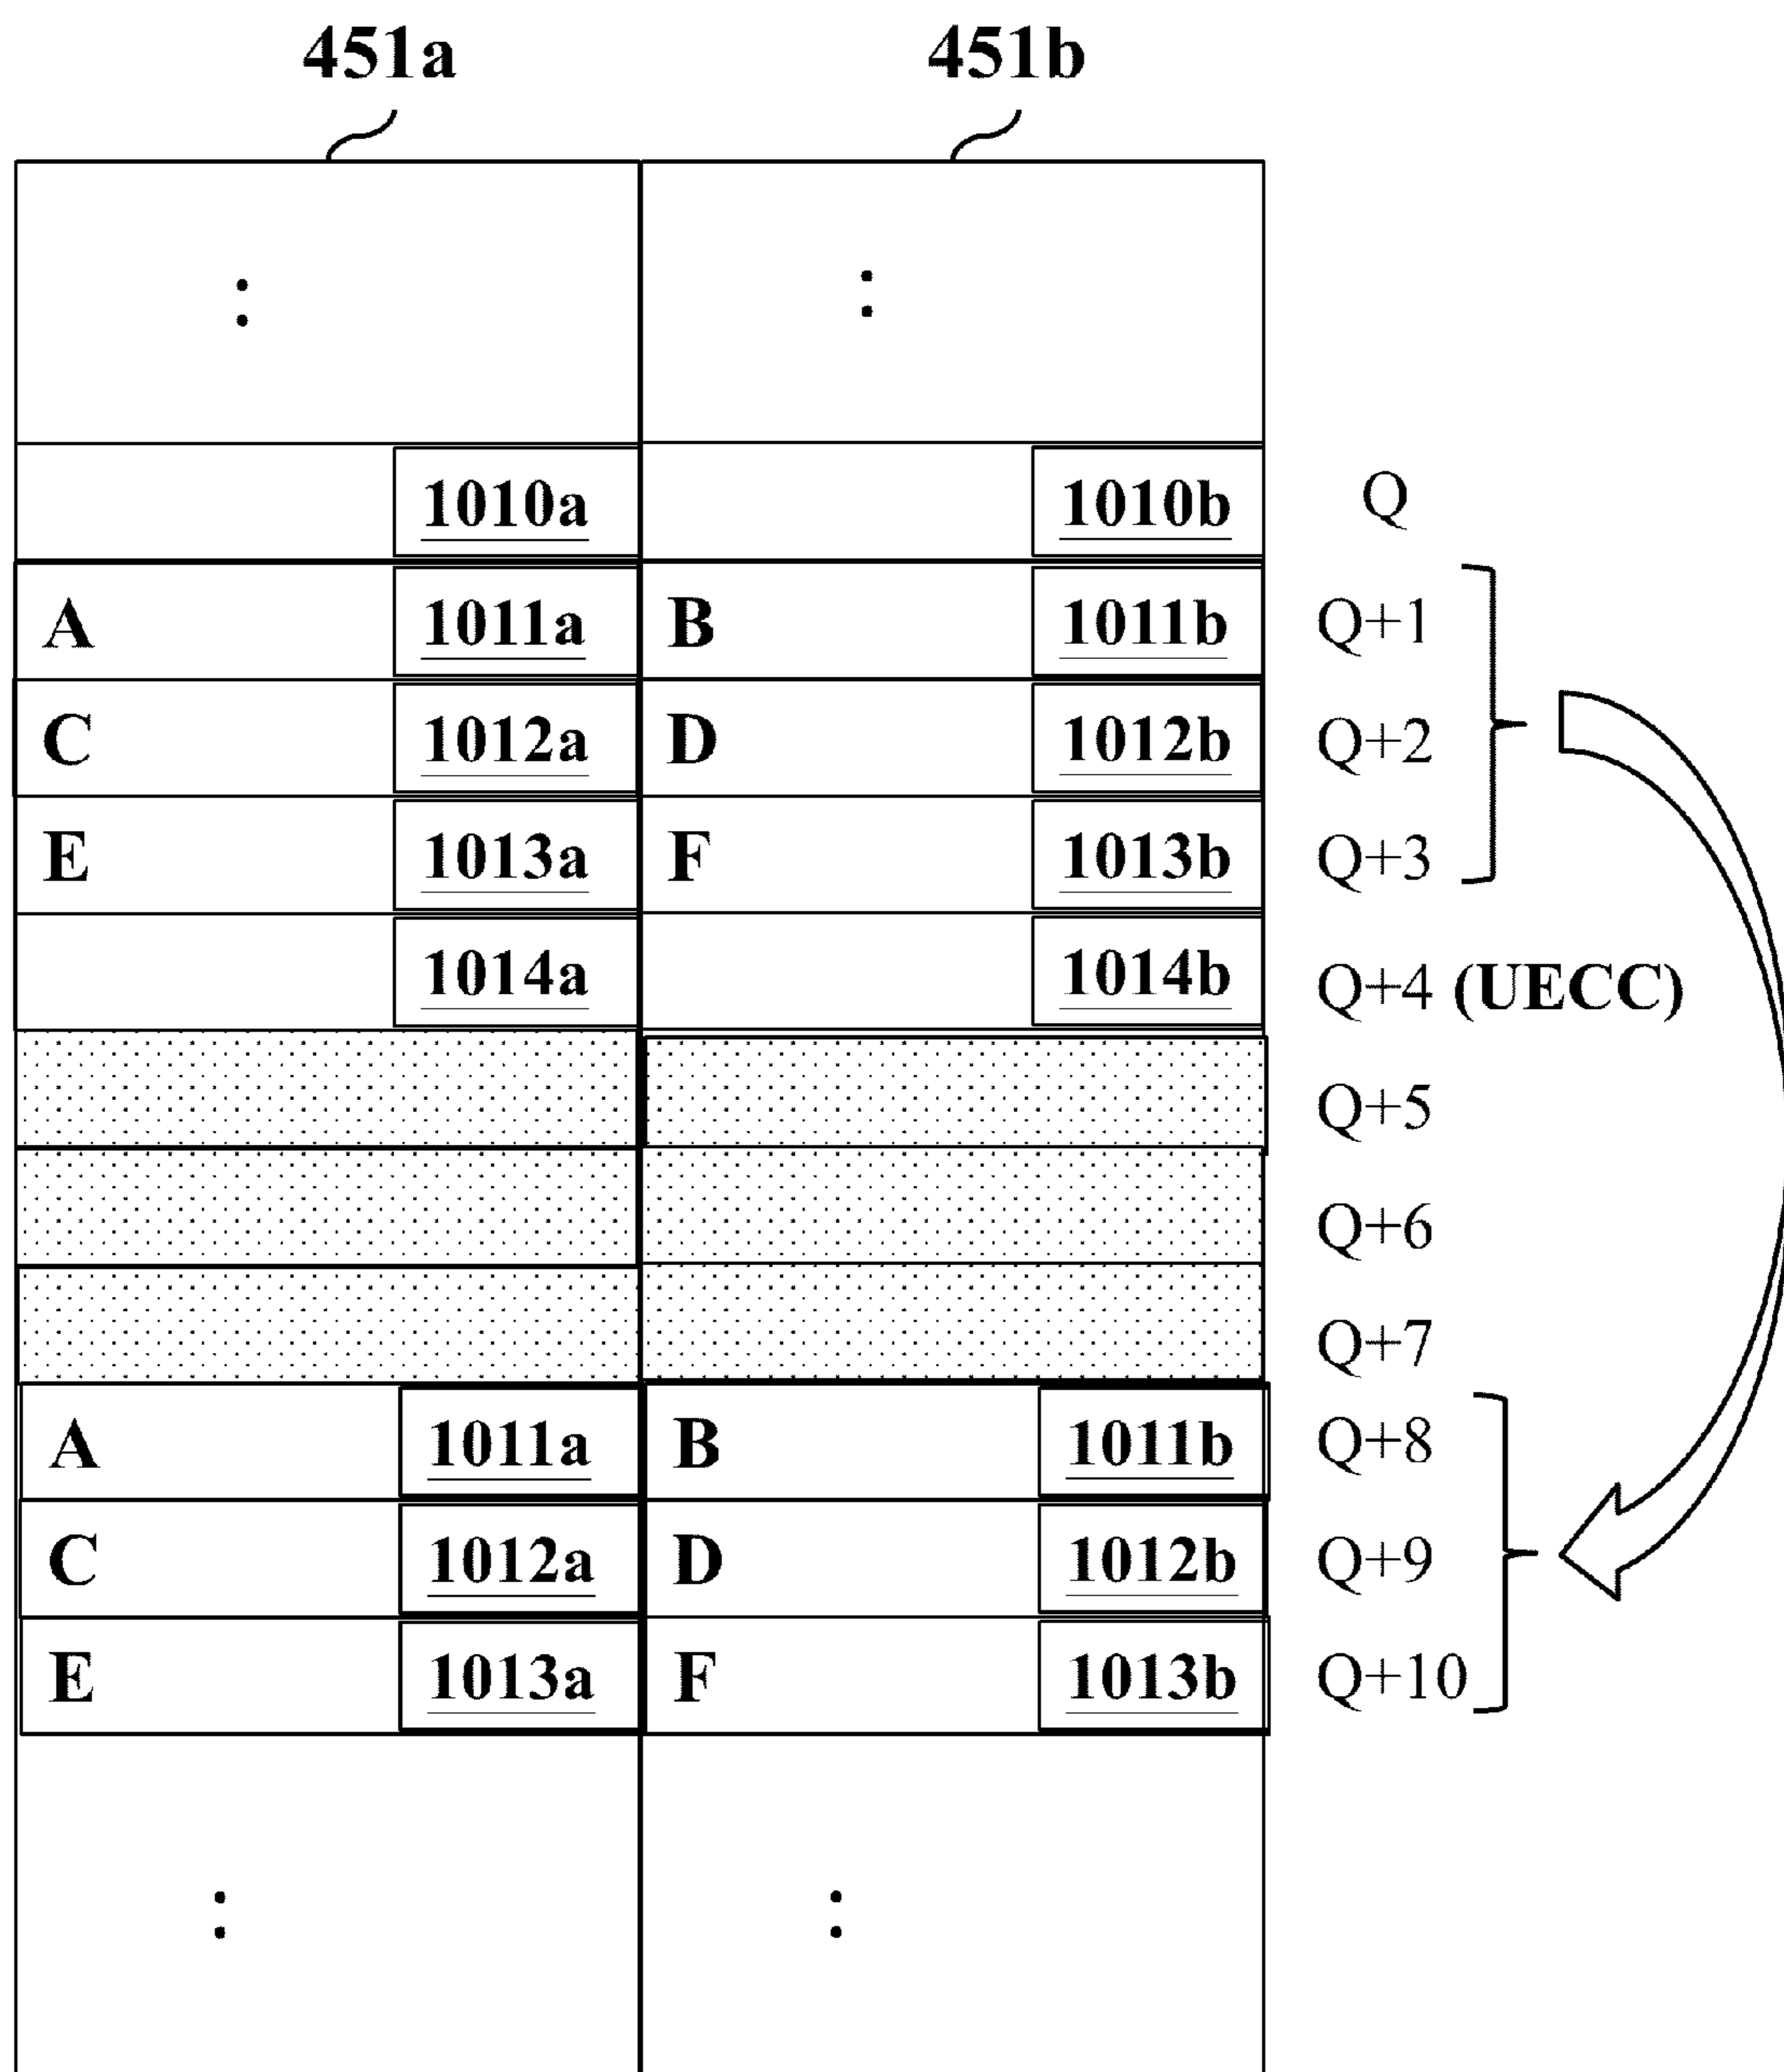 451a 451b
:  :
1010a 1010b Q
A 1011a B 1011b Q+1
C 1012a D 1012b Q+2
E 1013a F 1013b Q+3
1014a 1014b Q+4 (UECC)
Q+5
Q+6
Q+7
A 1011a B 1011b Q+8
C 1012a D 1012b Q+9
E 1013a F 1013b Q+10
:  :